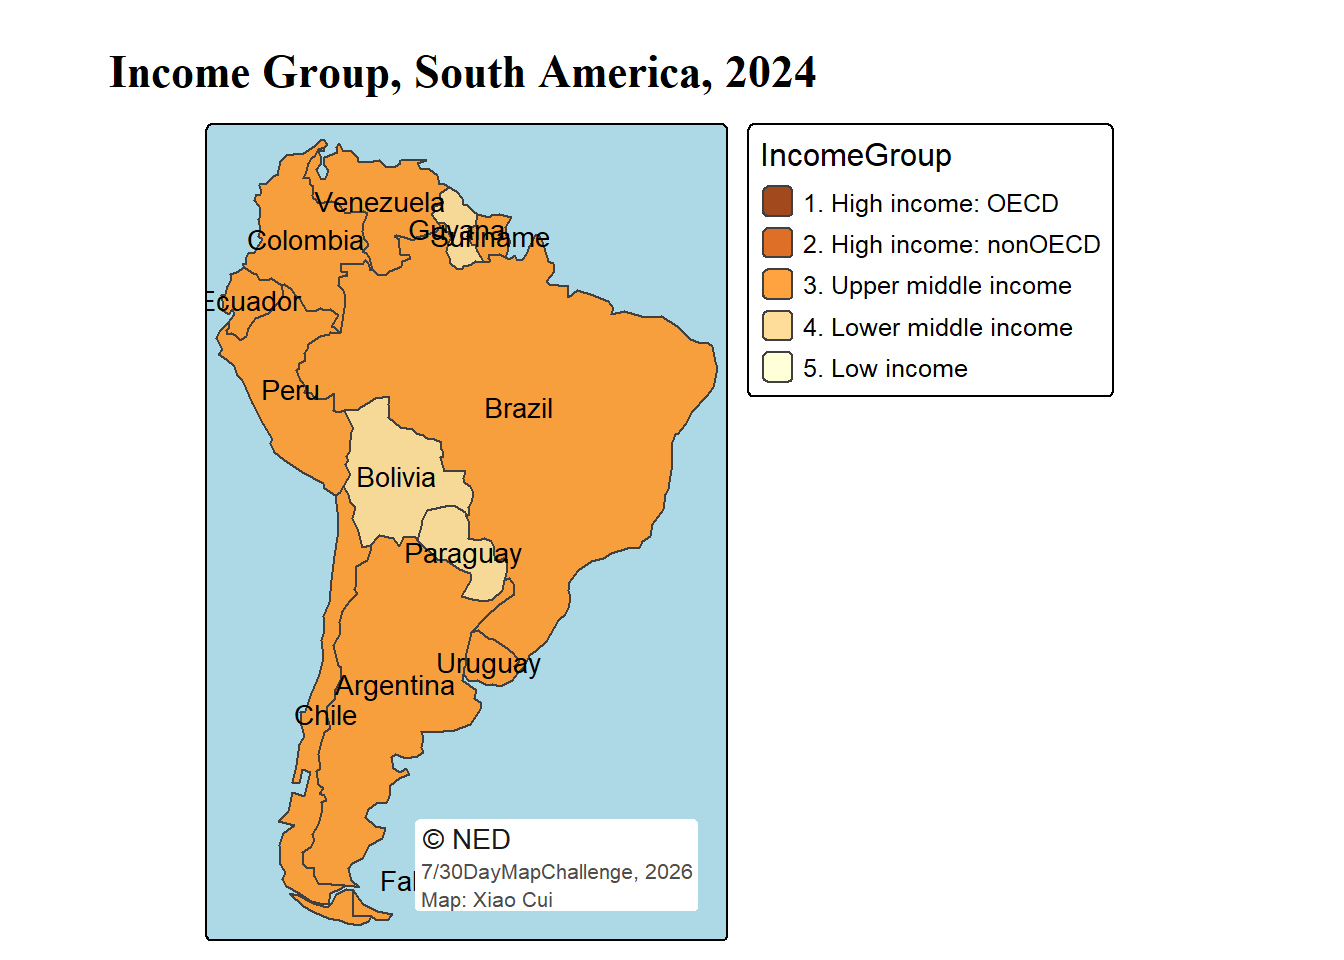 Income Group, South America, 2024
IncomeGroup
1. High income: OECD
2. High income: nonOECD
3. Upper middle income
4. Lower middle income
5. Low income
Venezuela
Guyana
Suriname
Colombia
Ecuador
Peru
Brazil
Bolivia
Paraguay
Uruguay
Argentina
Chile
Fal
© NED
7/30DayMapChallenge, 2026
Map: Xiao Cui